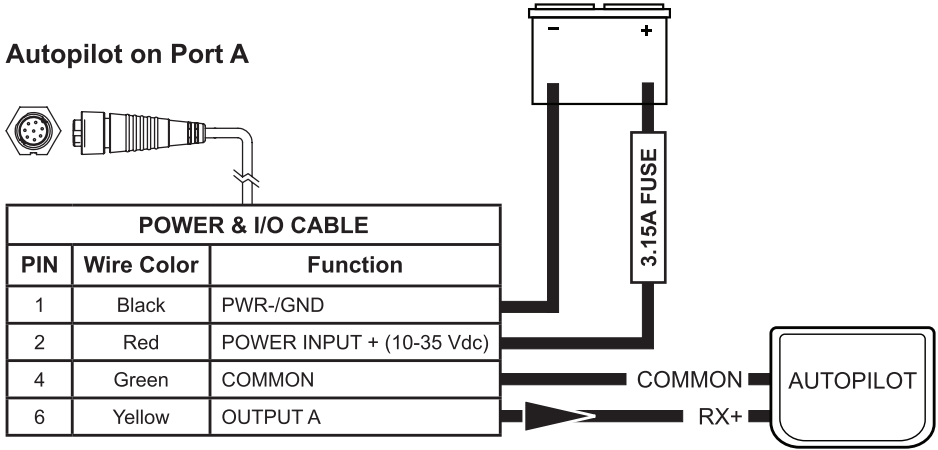 Autopilot on Port A
- +
3.15A FUSE
POWER & I/O CABLE
PIN Wire Color Function
1 Black PWR-/GND
2 Red POWER INPUT + (10-35 Vdc)
4 Green COMMON
6 Yellow OUTPUT A
COMMON
RX+
AUTOPILOT